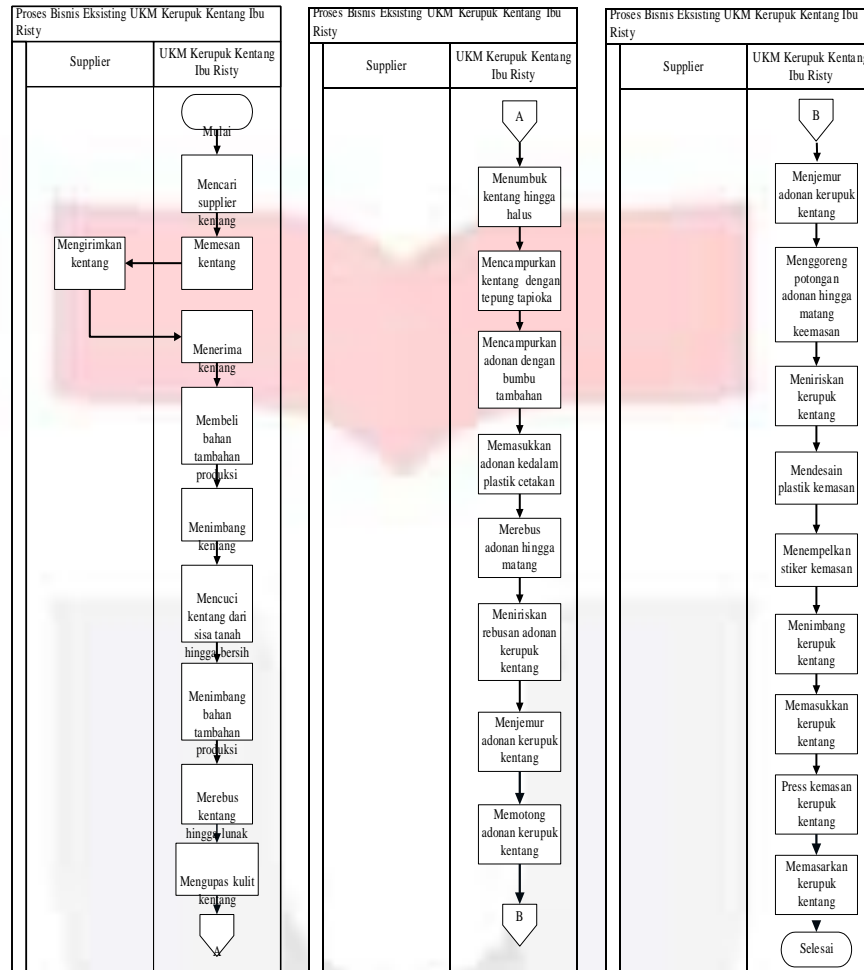 Proses Bisnis Eksisting UKM Kerupuk Kentang Ibu
Risty
Supplier
UKM Kerupuk Kentang
Ibu Risty
Mulai
Mencari
supplier
kentang
Memesan
kentang
Mengirimkan
kentang
Menerima
kentang
Membeli
bahan
tambahan
produksi
Menimbang
kentang
Mencuci
kentang dari
sisa tanah
hingga bersih
Menimbang
bahan
tambahan
produksi
Merebus
kentang
hingga lunak
Mengupas kulit
kentang
A
Proses Bisnis Eksisting UKM Kerupuk Kentang Ibu
Risty
Supplier
UKM Kerupuk Kentang
Ibu Risty
A
Menumbuk
kentang hingga
halus
Mencampurkan
kentang dengan
tepung tapioka
Mencampurkan
adonan dengan
bumbu
tambahan
Memasukkan
adonan kedalam
plastik cetakan
Merebus
adonan hingga
matang
Meniriskan
rebusan adonan
kerupuk
kentang
Menjemur
adonan kerupuk
kentang
Memotong
adonan kerupuk
kentang
B
Proses Bisnis Eksisting UKM Kerupuk Kentang Ibu
Risty
Supplier
UKM Kerupuk Kentang
Ibu Risty
B
Menjemur
adonan kerupuk
kentang
Menggoreng
potongan
adonan hingga
matang
keemasan
Meniriskan
kerupuk
kentang
Mendesain
plastik kemasan
Menempelkan
stiker kemasan
Menimbang
kerupuk
kentang
Memasukkan
kerupuk
kentang
Press kemasan
kerupuk
kentang
Memasarkan
kerupuk
kentang
Selesai